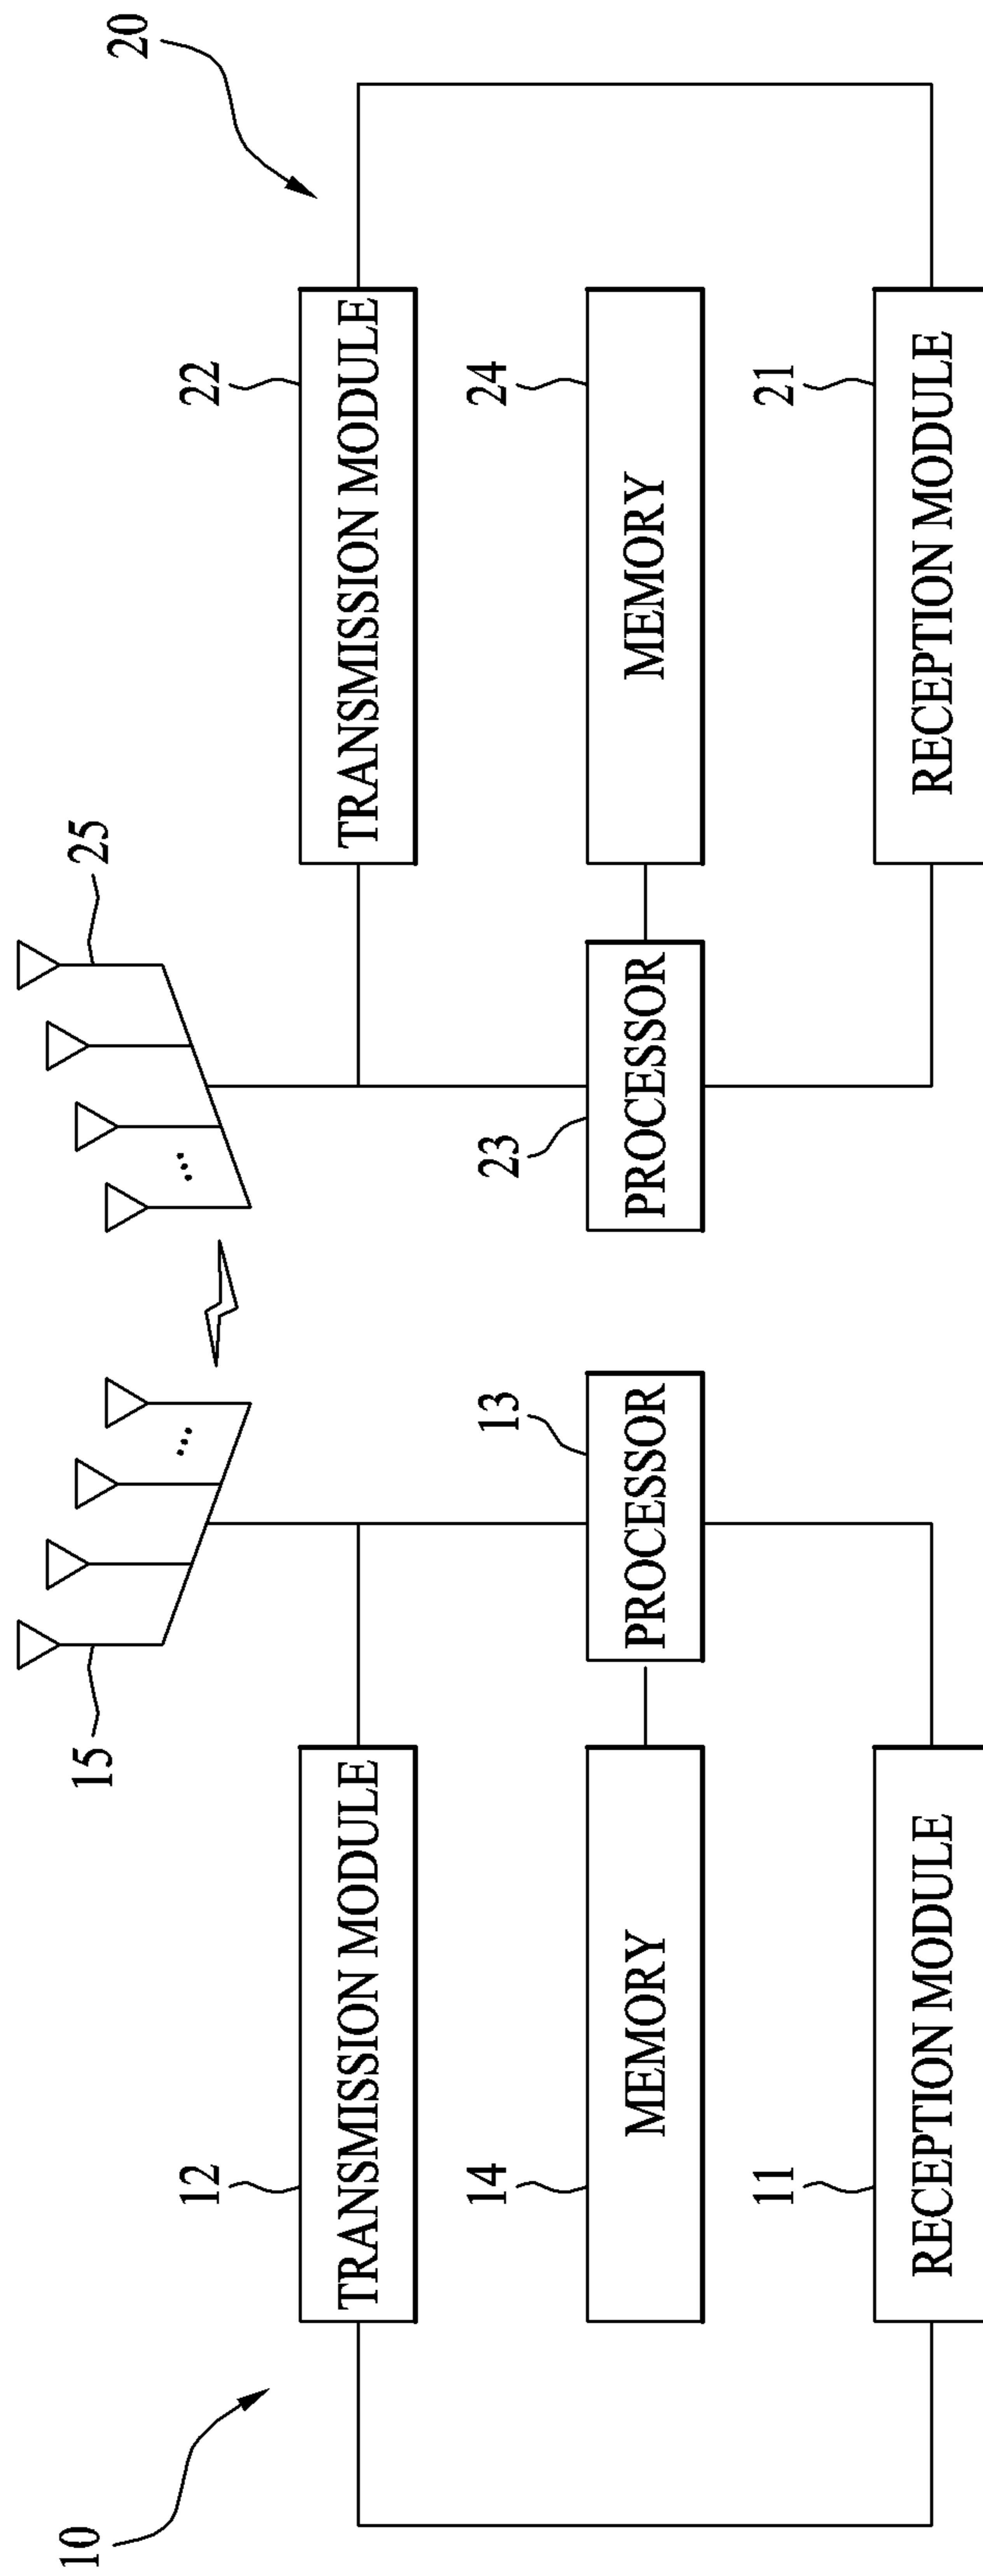 10
20
15
25
12
TRANSMISSION MODULE
22
TRANSMISSION MODULE
14
MEMORY
13
PROCESSOR
23
PROCESSOR
24
MEMORY
11
RECEPTION MODULE
21
RECEPTION MODULE
...
...